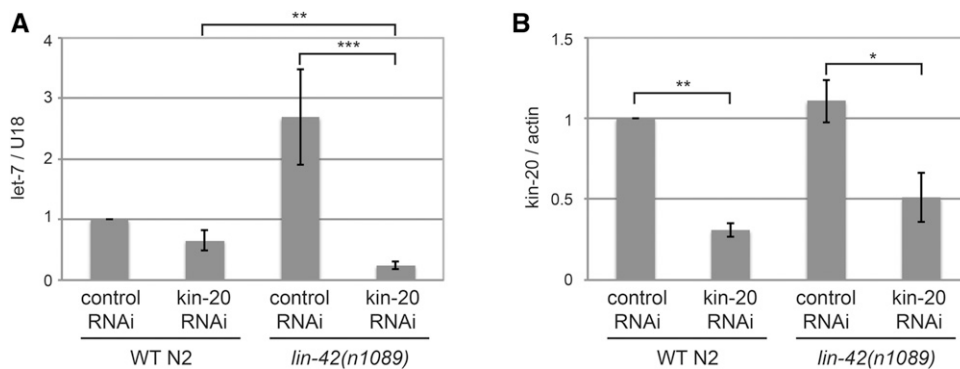 A
let-7 / U18
4
3
2
1
0
**
***
control RNAi
kin-20 RNAi
control RNAi
kin-20 RNAi
WT N2
lin-42(n1089)
B
kin-20 / actin
1.5
1
0.5
0
**
*
control RNAi
kin-20 RNAi
control RNAi
kin-20 RNAi
WT N2
lin-42(n1089)